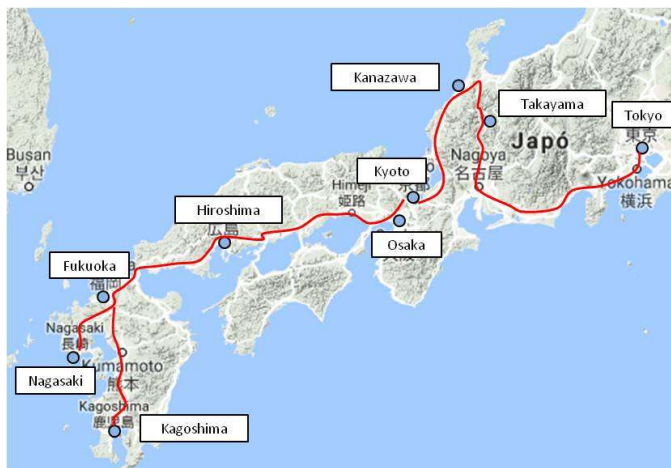 Kanazawa
Takayama
Tokyo
東京
Japó
Busan
부산
Nagoya
名古屋
Kyoto
京都
Yokohama
横浜
Himeji
姫路
Hiroshima
広島
Osaka
Fukuoka
福岡
Nagasaki
長崎
Kumamoto
熊本
Nagasaki
Kagoshima
鹿児島
Kagoshima